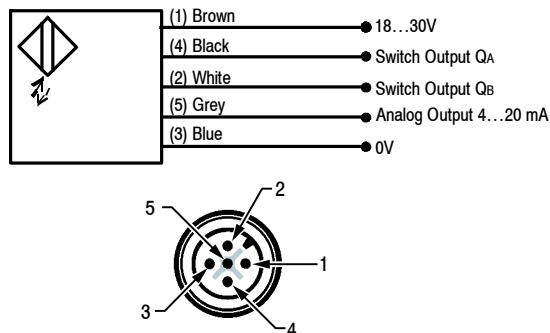 (1) Brown
18...30V
(4) Black
Switch Output QA
(2) White
Switch Output QB
(5) Grey
Analog Output 4...20 mA
(3) Blue
0V
2
5
1
3
4